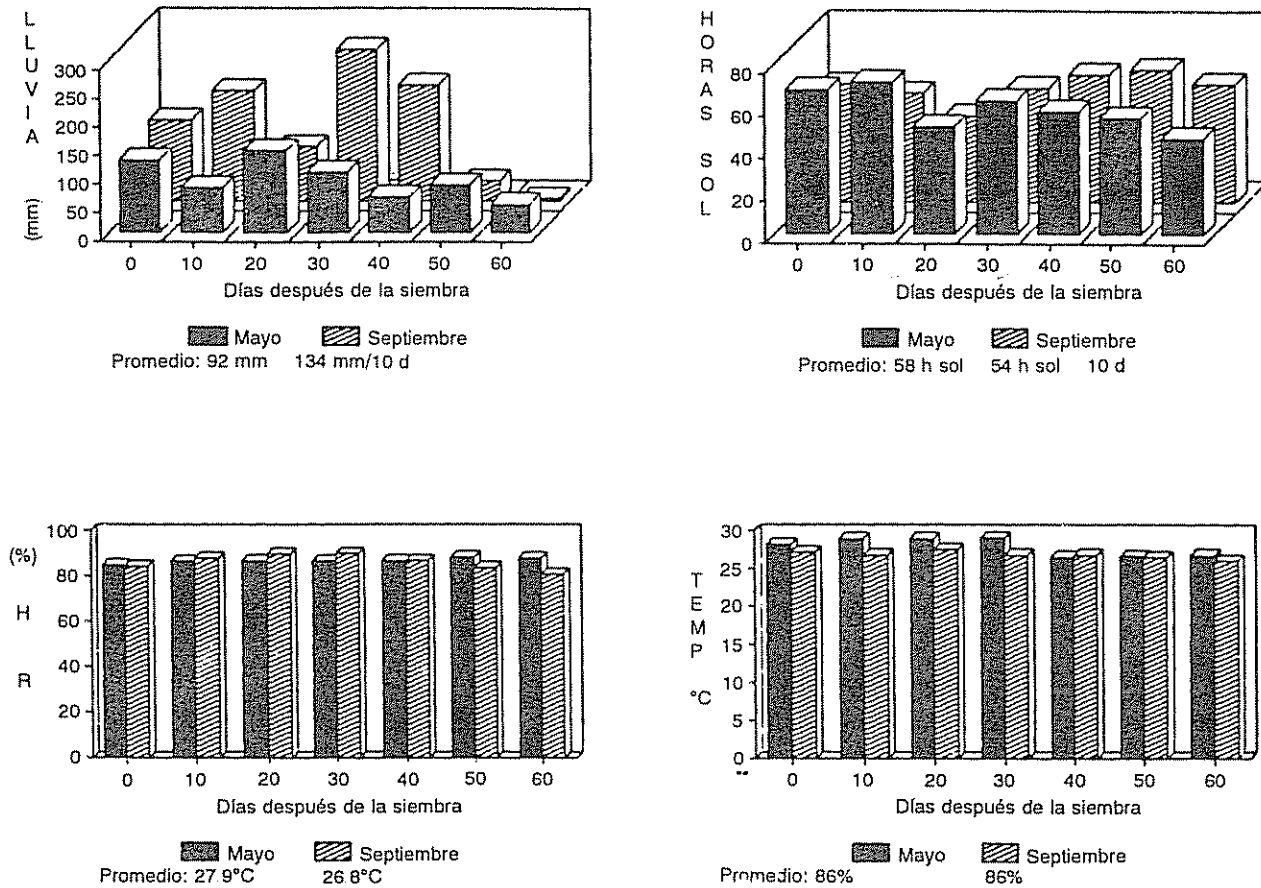 LLUVIA (mm)
300
250
200
150
100
50
0
0 10 20 30 40 50 60
Días después de la siembra
Mayo Septiembre
Promedio: 92 mm 134 mm/10 d
HORAS SOL
80
60
40
20
0
0 10 20 30 40 50 60
Días después de la siembra
Mayo Septiembre
Promedio: 58 h sol 54 h sol 10 d
(%) H R
100
80
60
40
20
0
0 10 20 30 40 50 60
Días después de la siembra
Mayo Septiembre
Promedio: 27.9°C 26.8°C
TEMP °C
30
25
20
15
10
5
0
0 10 20 30 40 50 60
Días después de la siembra
Mayo Septiembre
Promedio: 86% 86%